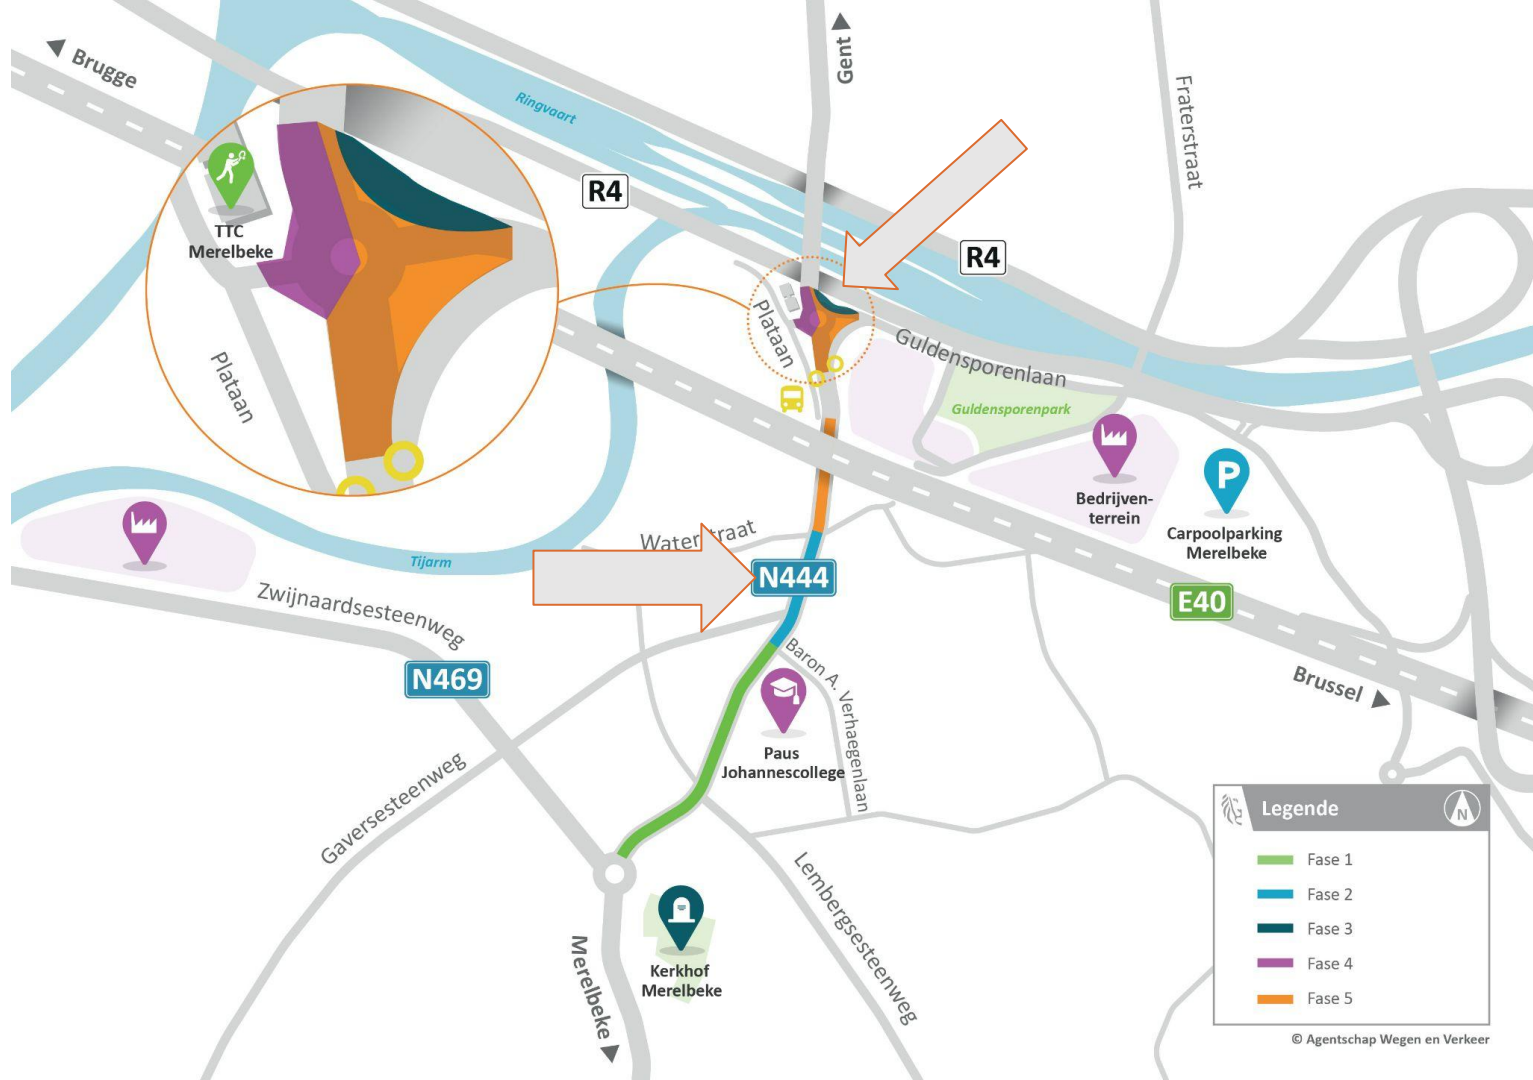 Brugge
Gent
Ringvaart
Fraterstraat
R4
TTC
Merelbeke
R4
Plataan
Plataan
Guldensporenlaan
Guldensporenpark
Bedrijven-
terrein
Carpoolparking
Merelbeke
Waterstraat
Tijarm
N444
E40
Zwijnaardsesteenweg
N469
Baron A. Verhaegenlaan
Brussel
Paus
Johannescollege
Gaversesteenweg
Lembergsesteenweg
Kerkhof
Merelbeke
Merelbeke
Legende
N
Fase 1
Fase 2
Fase 3
Fase 4
Fase 5
© Agentschap Wegen en Verkeer
P